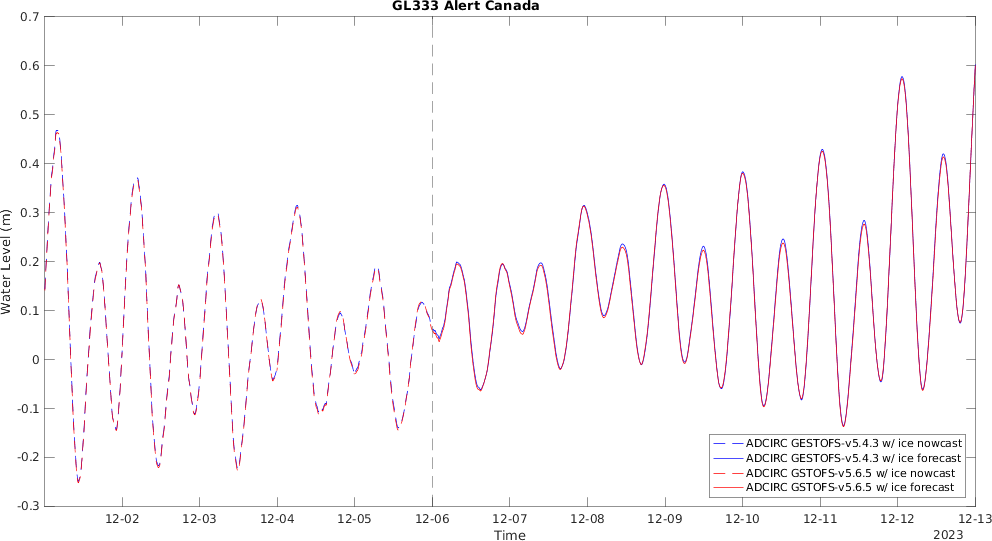 GL333 Alert Canada
0.7
0.6
0.5
0.4
0.3
0.2
0.1
0
-0.1
-0.2
-0.3
Water Level (m)
ADCIRC GESTOFS-v5.4.3 w/ ice nowcast
ADCIRC GESTOFS-v5.4.3 w/ ice forecast
ADCIRC GSTOFS-v5.6.5 w/ ice nowcast
ADCIRC GSTOFS-v5.6.5 w/ ice forecast
12-02 12-03 12-04 12-05 12-06 12-07 12-08 12-09 12-10 12-11 12-12 12-13
Time
2023